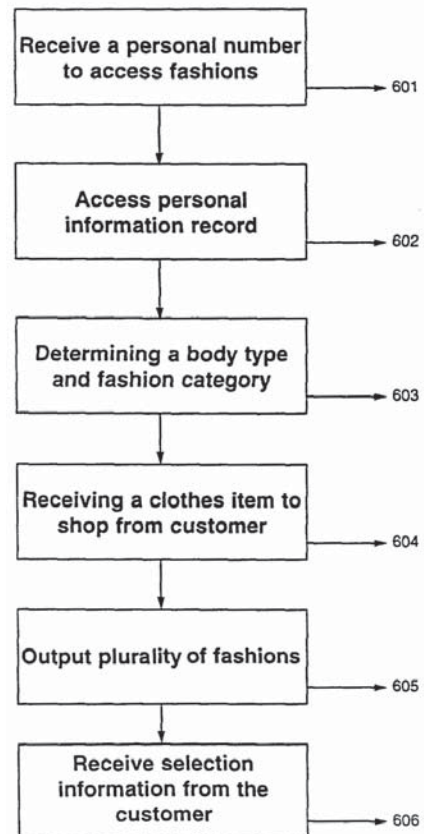 Receive a personal number
to access fashions
601
Access personal
information record
602
Determining a body type
and fashion category
603
Receiving a clothes item to
shop from customer
604
Output plurality of fashions
605
Receive selection
information from the
customer
606